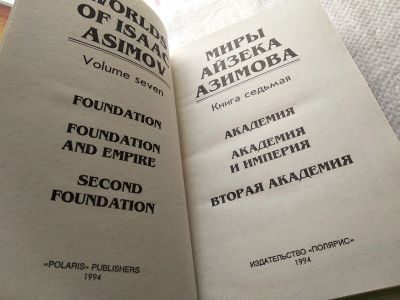 WORLDS
OF ISAAC
ASIMOV
Volume seven
FOUNDATION
FOUNDATION
AND EMPIRE
SECOND
FOUNDATION
«POLARIS» PUBLISHERS
1994
МИРЫ
АЙЗЕКА
АЗИМОВА
Книга седьмая
АКАДЕМИЯ
АКАДЕМИЯ
И ИМПЕРИЯ
ВТОРАЯ АКАДЕМИЯ
ИЗДАТЕЛЬСТВО «ПОЛЯРИС»
1994